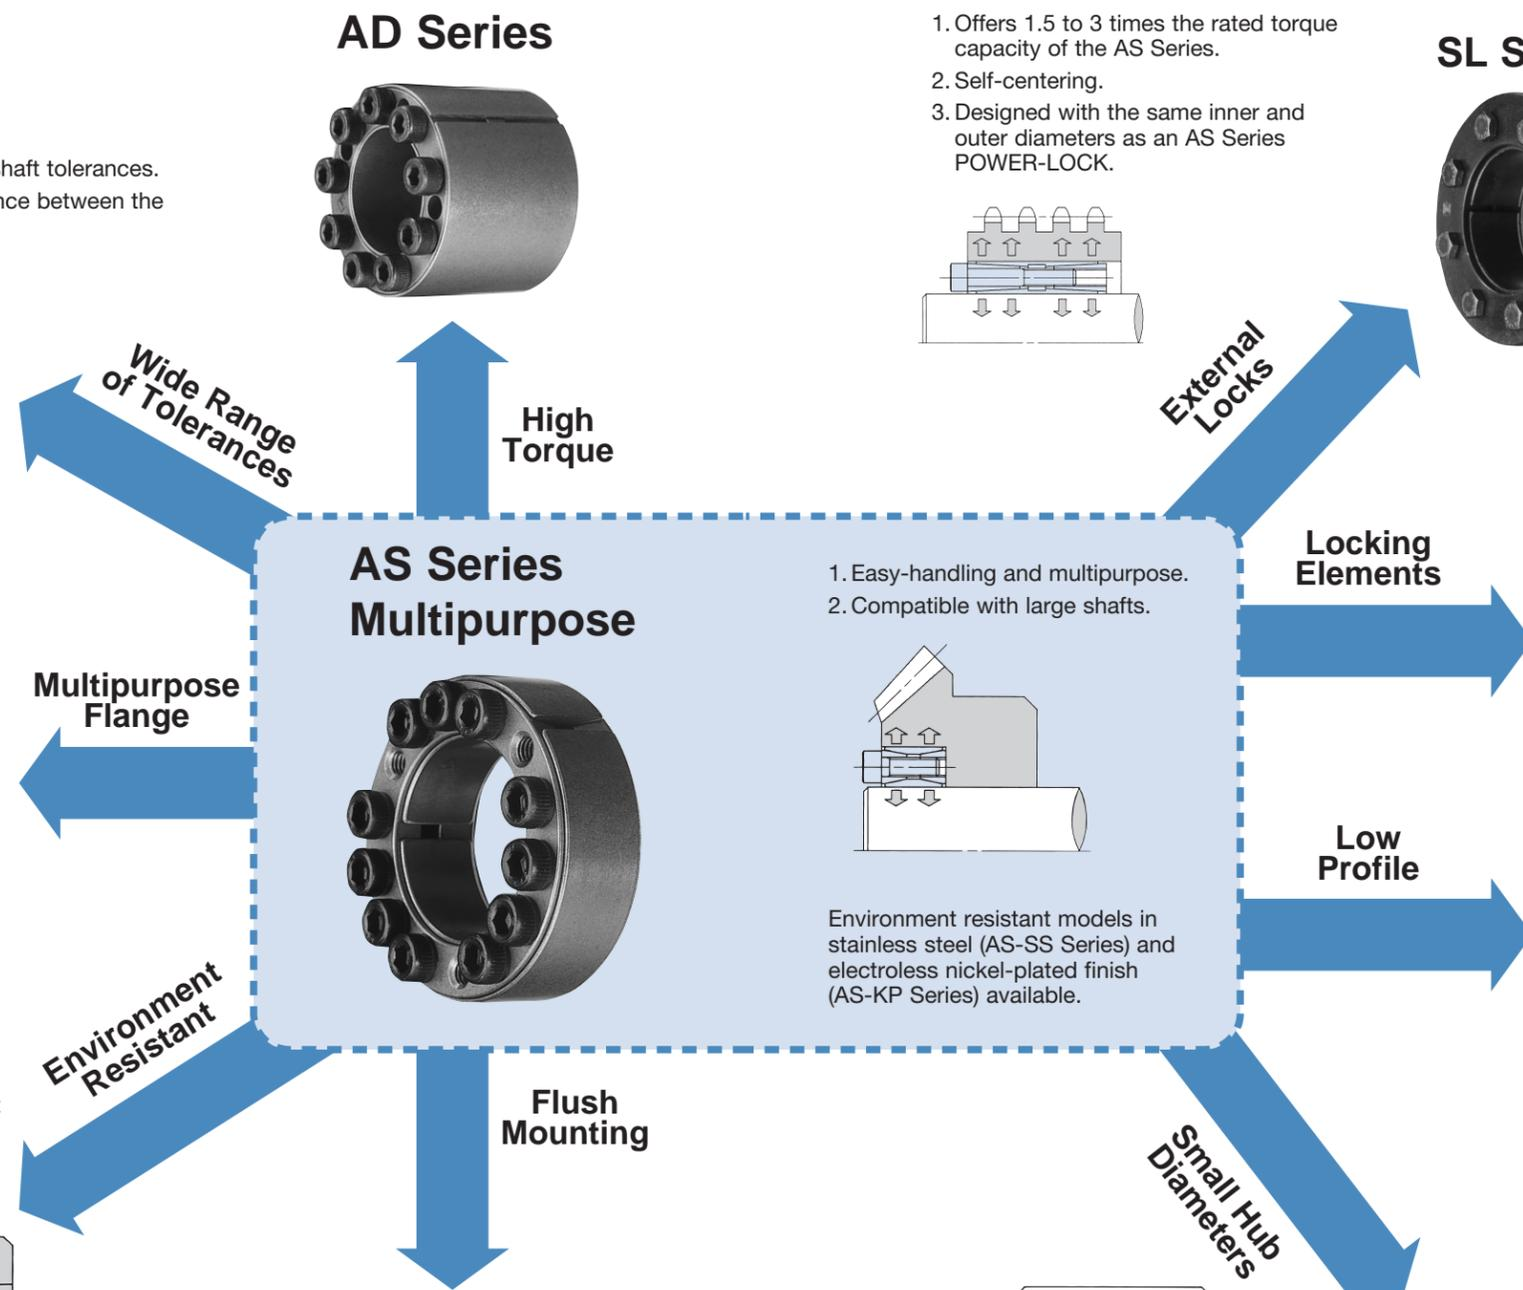 AD Series
1. Offers 1.5 to 3 times the rated torque
capacity of the AS Series.
2. Self-centering.
3. Designed with the same inner and
outer diameters as an AS Series
POWER-LOCK.
SL S
haft tolerances.
nce between the
Wide Range
of Tolerances
High
Torque
External
Locks
Locking
Elements
AS Series
Multipurpose
1. Easy-handling and multipurpose.
2. Compatible with large shafts.
Multipurpose
Flange
Low
Profile
Environment resistant models in
stainless steel (AS-SS Series) and
electroless nickel-plated finish
(AS-KP Series) available.
Environment
Resistant
Flush
Mounting
Small Hub
Diameters